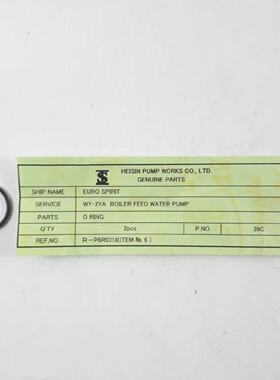 HEISIN PUMP WORKS CO., LTD.
GENUINE PARTS
SHIP NAME EURO SPIRIT
SERVICE WY-2YA BOILER FEED WATER PUMP
PARTS O RING
Q'TY 2pcs P.NO 39C
REF.NO R-P6R0318(ITEM No. 6)